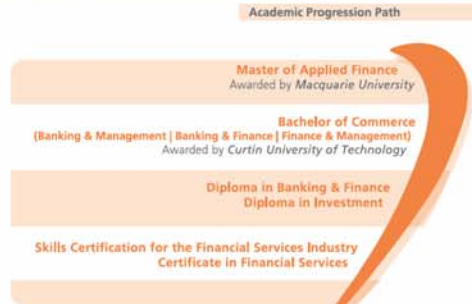 Academic Progression Path
Master of Applied Finance
Awarded by Macquarie University
Bachelor of Commerce
(Banking & Management | Banking & Finance | Finance & Management)
Awarded by Curtin University of Technology
Diploma in Banking & Finance
Diploma in Investment
Skills Certification for the Financial Services Industry
Certificate in Financial Services